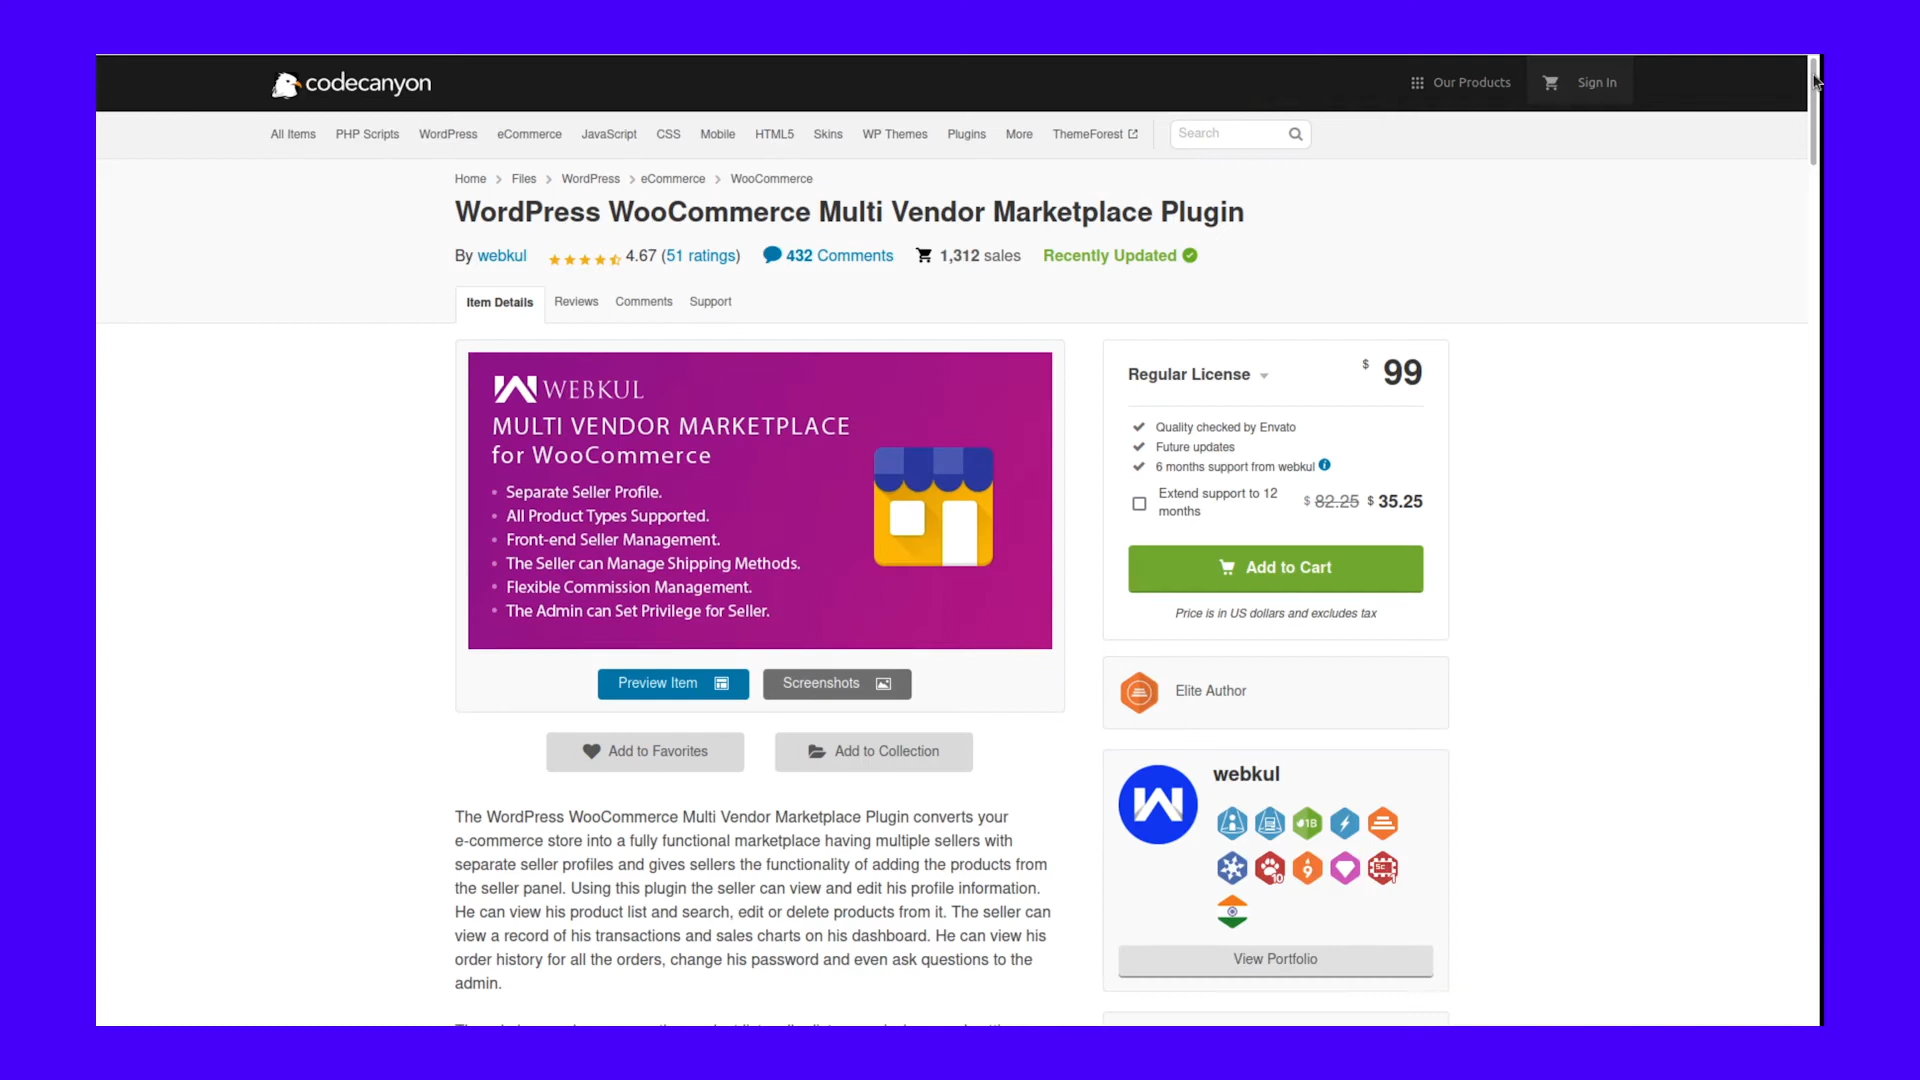 codecanyon
Our Products
Sign In
All Items PHP Scripts WordPress eCommerce JavaScript CSS Mobile HTML5 Skins WP Themes Plugins More ThemeForest
Search
Home > Files > WordPress > eCommerce > WooCommerce
WordPress WooCommerce Multi Vendor Marketplace Plugin
By webkul 4.67 (51 ratings) 432 Comments 1,312 sales Recently Updated
Item Details Reviews Comments Support
WEBKUL
MULTI VENDOR MARKETPLACE
for WooCommerce
• Separate Seller Profile.
• All Product Types Supported.
• Front-end Seller Management.
• The Seller can Manage Shipping Methods.
• Flexible Commission Management.
• The Admin can Set Privilege for Seller.
Preview Item
Screenshots
Add to Favorites
Add to Collection
The WordPress WooCommerce Multi Vendor Marketplace Plugin converts your
e-commerce store into a fully functional marketplace having multiple sellers with
separate seller profiles and gives sellers the functionality of adding the products from
the seller panel. Using this plugin the seller can view and edit his profile information.
He can view his product list and search, edit or delete products from it. The seller can
view a record of his transactions and sales charts on his dashboard. He can view his
order history for all the orders, change his password and even ask questions to the
admin.
Regular License $ 99
Quality checked by Envato
Future updates
6 months support from webkul
Extend support to 12
months
$ 82.25 $ 35.25
Add to Cart
Price is in US dollars and excludes tax
Elite Author
webkul
1B
10
9
SC
View Portfolio